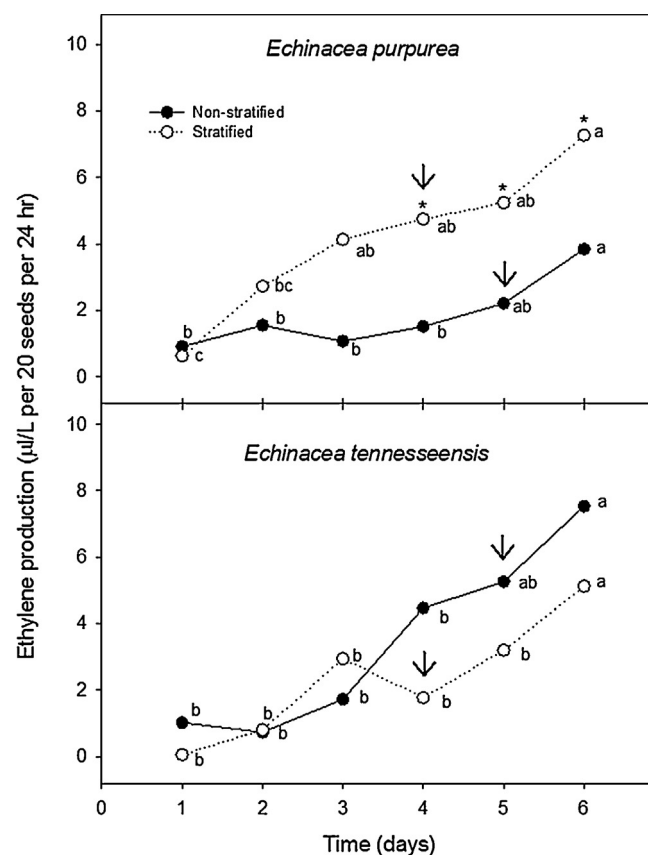 Ethylene production (µl/L per 20 seeds per 24 hr)
10
8
6
4
2
0
Echinacea purpurea
Non-stratified
Stratified
b
c
b
bc
b
ab
b
*
ab
ab
*
ab
a
*
a
8
6
4
2
0
Echinacea tennesseensis
b
b
b
b
b
b
b
b
ab
b
a
a
0 1 2 3 4 5 6
Time (days)